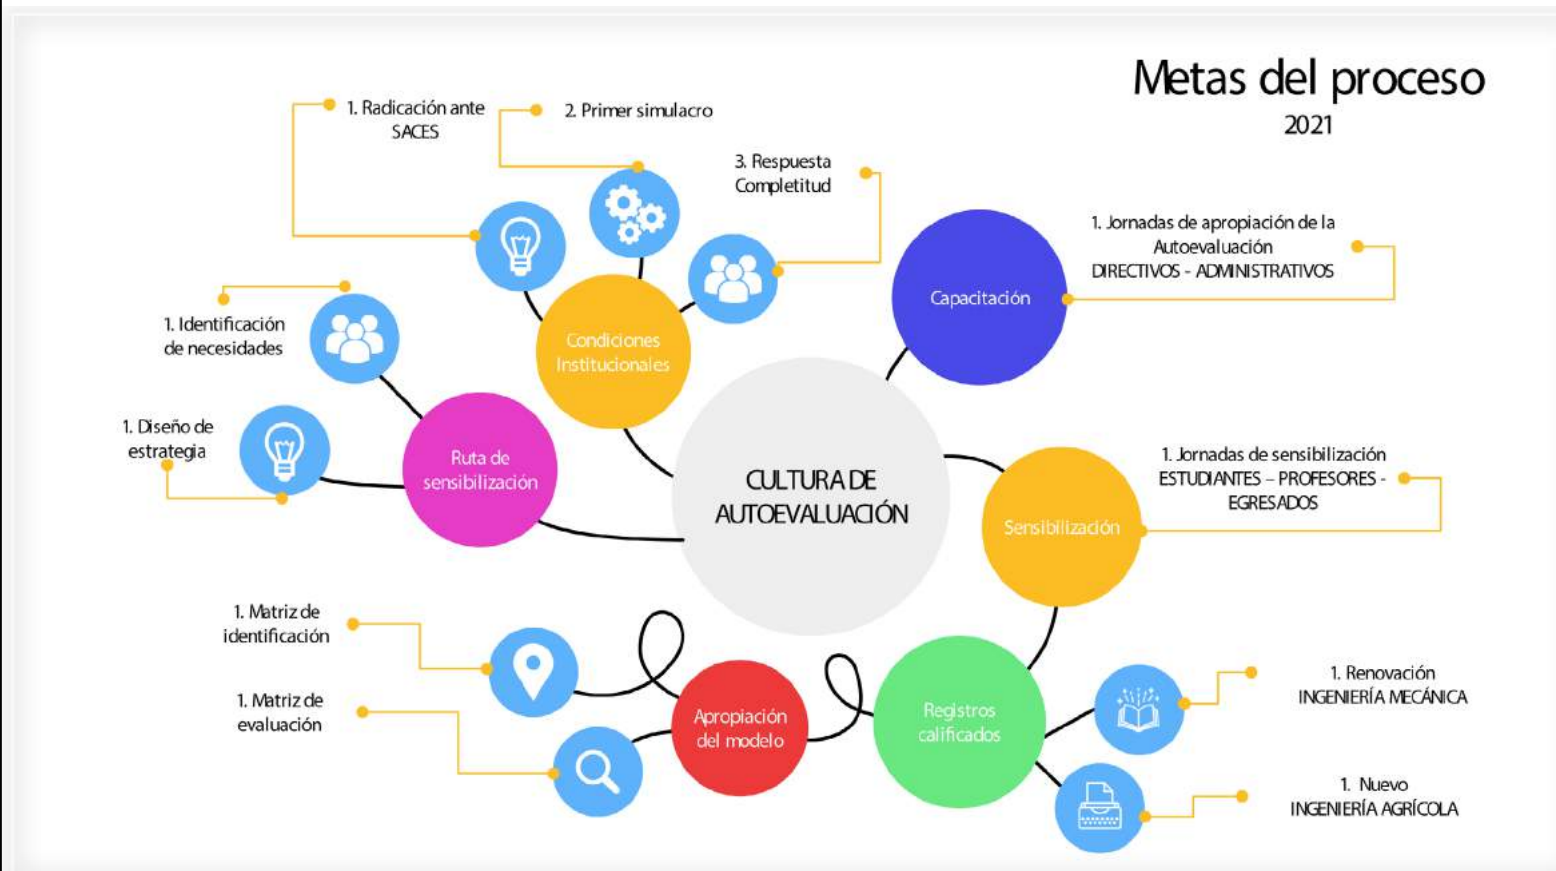 Metas del proceso
2021
1. Radicación ante
SACES
2. Primer simulacro
3. Respuesta
Completitud
1. Jornadas de apropiación de la
Autoevaluación
DIRECTIVOS - ADMINISTRATIVOS
Capacitación
1. Identificación
de necesidades
Condiciones
Institucionales
1. Diseño de
estrategia
Ruta de
sensibilización
CULTURA DE
AUTOEVALUACIÓN
1. Jornadas de sensibilización
ESTUDIANTES – PROFESORES -
EGRESADOS
Sensibilización
1. Matriz de
identificación
1. Matriz de
evaluación
Apropiación
del modelo
Registros
calificados
1. Renovación
INGENIERÍA MECÁNICA
1. Nuevo
INGENIERÍA AGRÍCOLA